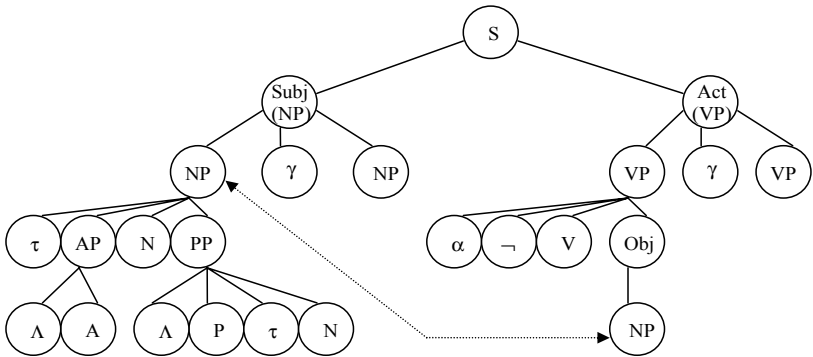 S
Subj Act
(NP) (VP)
NP γ NP VP γ VP
τ AP N PP α ¬ V Obj
Λ A Λ P τ N NP